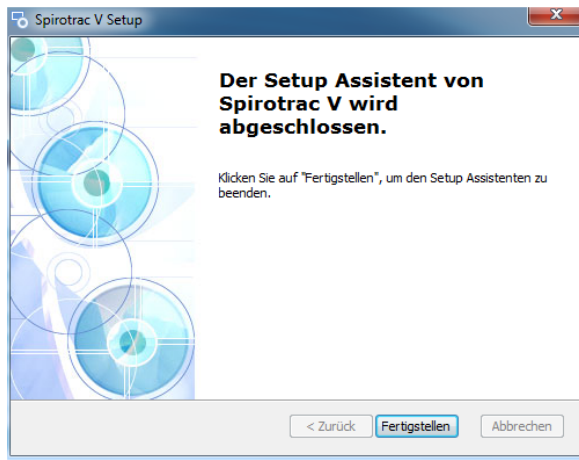 Spirotrac V Setup
Der Setup Assistent von
Spirotrac V wird
abgeschlossen.
Klicken Sie auf "Fertigstellen", um den Setup Assistenten zu
beenden.
< Zurück Fertigstellen Abbrechen